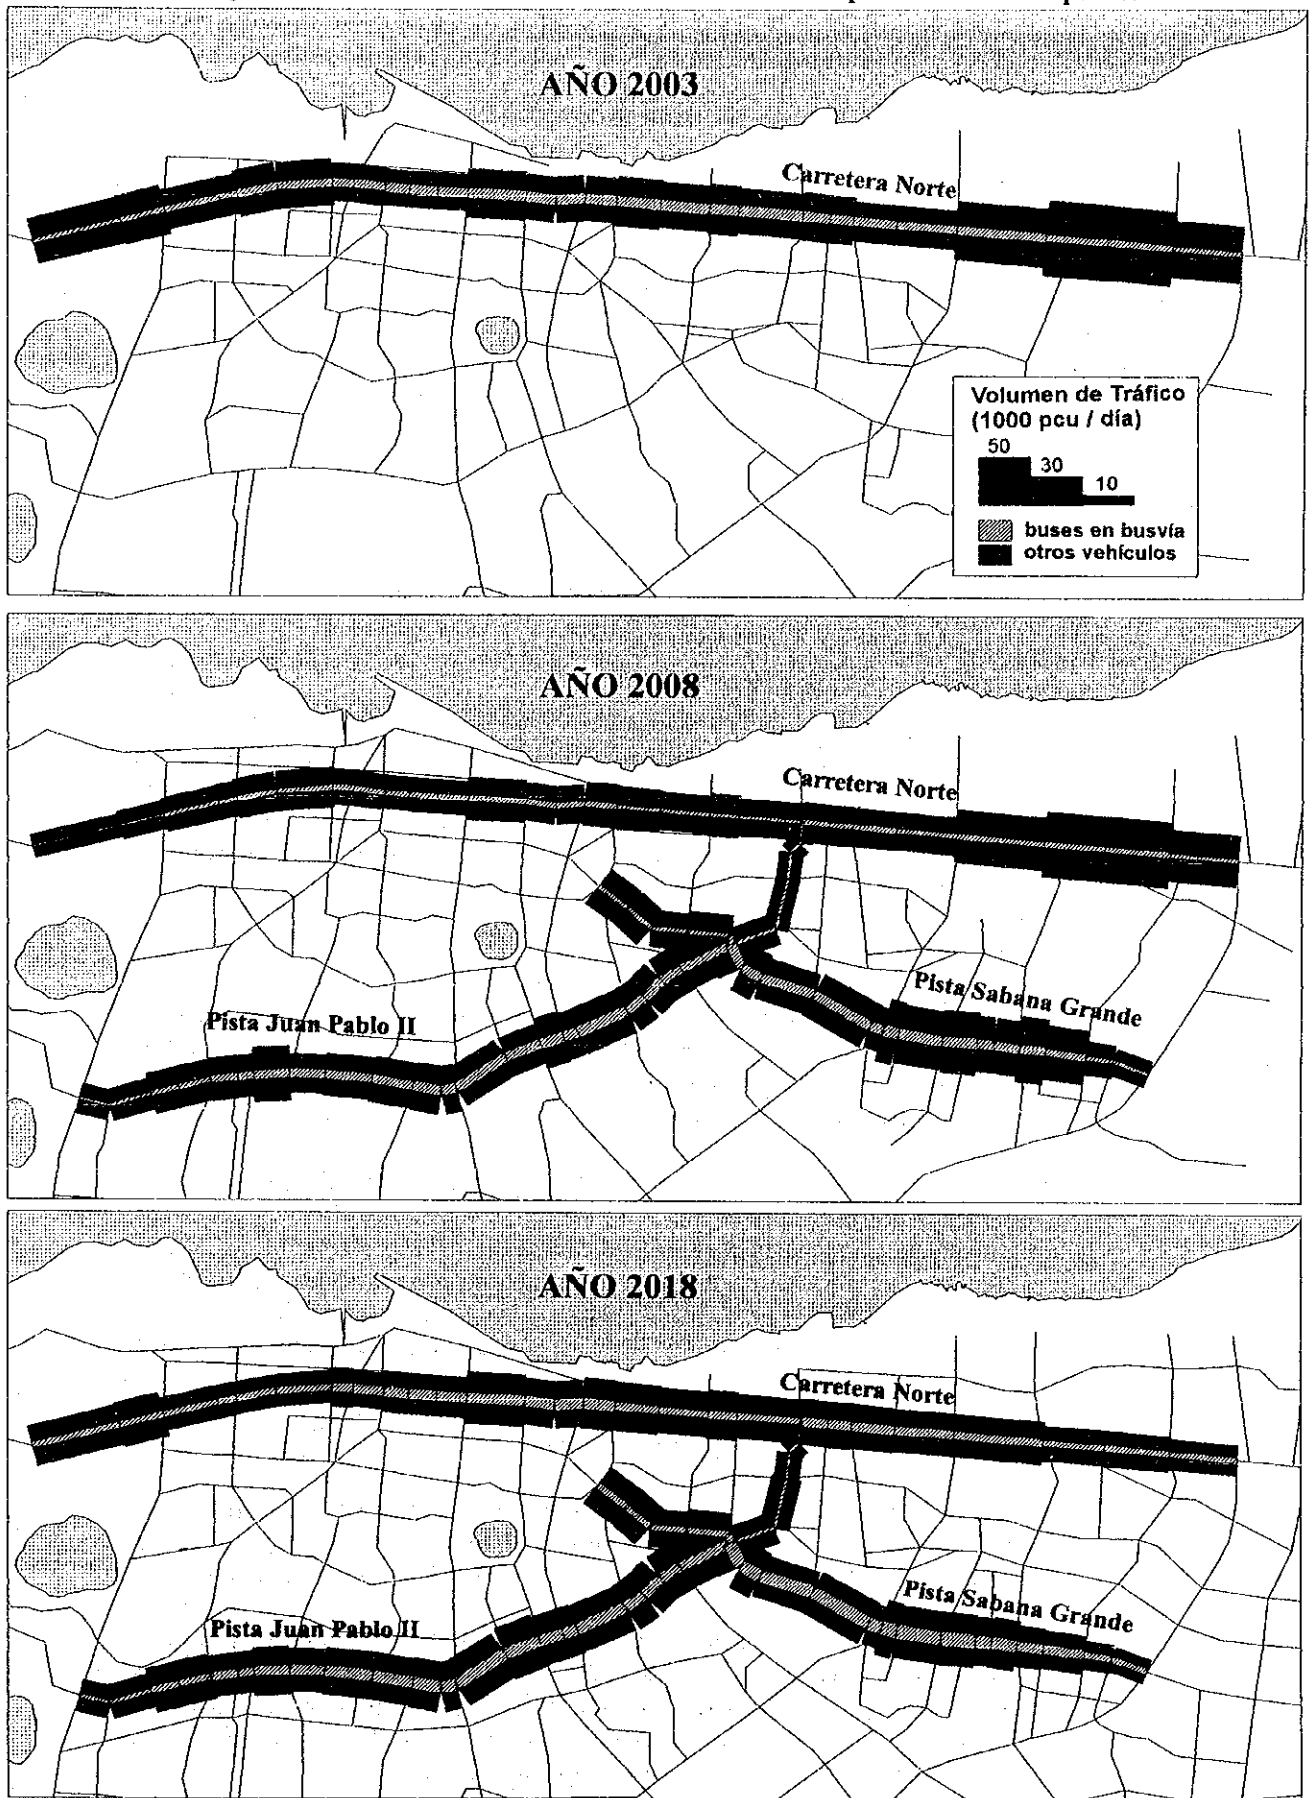 AÑO 2003
Carretera Norte
Volumen de Tráfico
(1000 pcu / día)
50
30
10
buses en busvía
otros vehículos
AÑO 2008
Carretera Norte
Pista Sabana Grande
Pista Juan Pablo II
AÑO 2018
Carretera Norte
Pista Sabana Grande
Pista Juan Pablo II